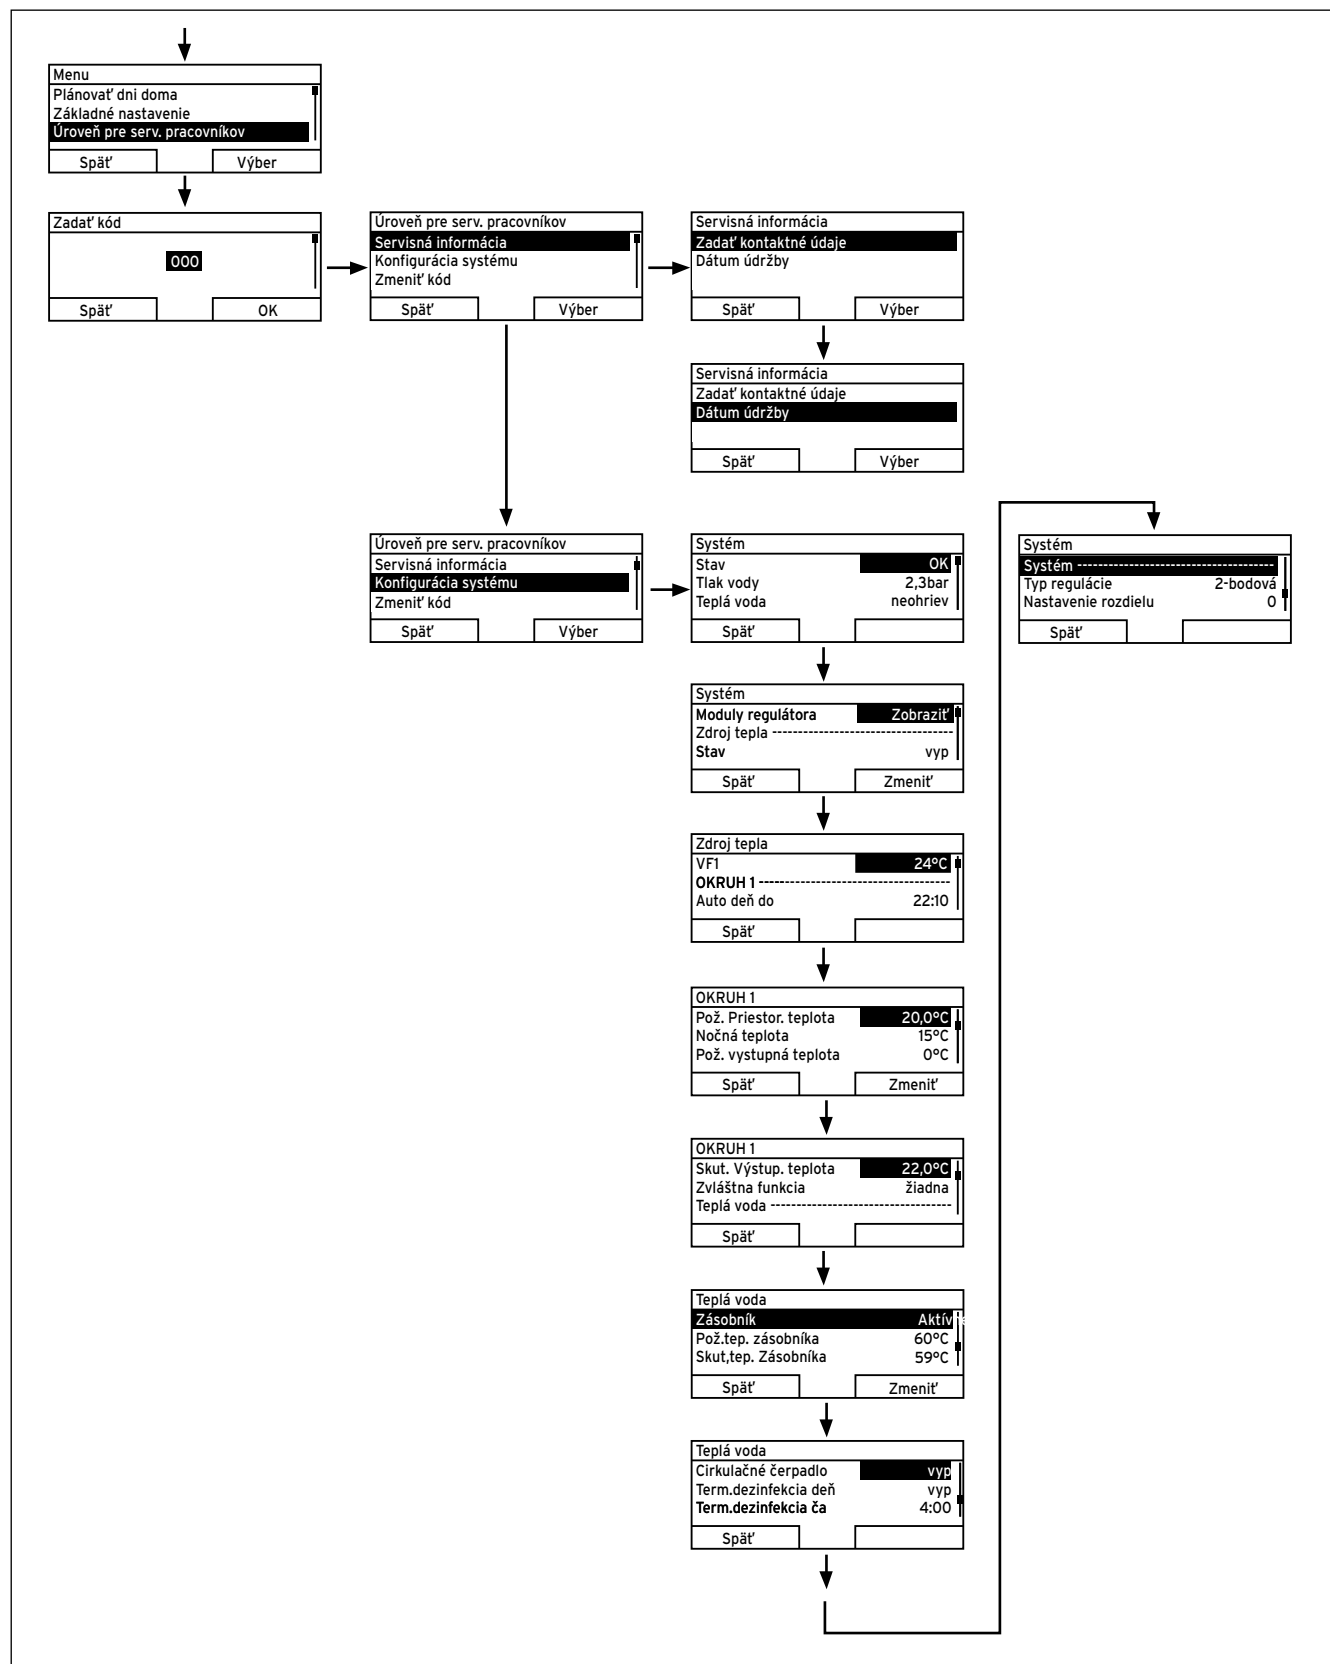 Menu
Plánovať dni doma
Základné nastavenie
Úroveň pre serv. pracovníkov
Späť Výber
Zadať kód
000
Späť OK
Úroveň pre serv. pracovníkov
Servisná informácia
Konfigurácia systému
Zmeniť kód
Späť Výber
Servisná informácia
Zadať kontaktné údaje
Dátum údržby
Späť Výber
Servisná informácia
Zadať kontaktné údaje
Dátum údržby
Späť Výber
Úroveň pre serv. pracovníkov
Servisná informácia
Konfigurácia systému
Zmeniť kód
Späť Výber
Systém
Stav OK
Tlak vody 2,3bar
Teplá voda neohriev
Späť
Systém
Moduly regulátora Zobraziť
Zdroj tepla -----------------------------------
Stav vyp
Späť Zmeniť
Zdroj tepla
VF1 24°C
OKRUH 1 -------------------------------------
Auto deň do 22:10
Späť
OKRUH 1
Pož. Priestor. teplota 20,0°C
Nočná teplota 15°C
Pož. vystupná teplota 0°C
Späť Zmeniť
OKRUH 1
Skut. Výstup. teplota 22,0°C
Zvláštna funkcia žiadna
Teplá voda -----------------------------------
Späť
Teplá voda
Zásobník Aktív
Pož.tep. zásobníka 60°C
Skut,tep. Zásobníka 59°C
Späť Zmeniť
Teplá voda
Cirkulačné čerpadlo vyp
Term.dezinfekcia deň vyp
Term.dezinfekcia ča 4:00
Späť
Systém
Systém --------------------------------------
Typ regulácie 2-bodová
Nastavenie rozdielu 0
Späť